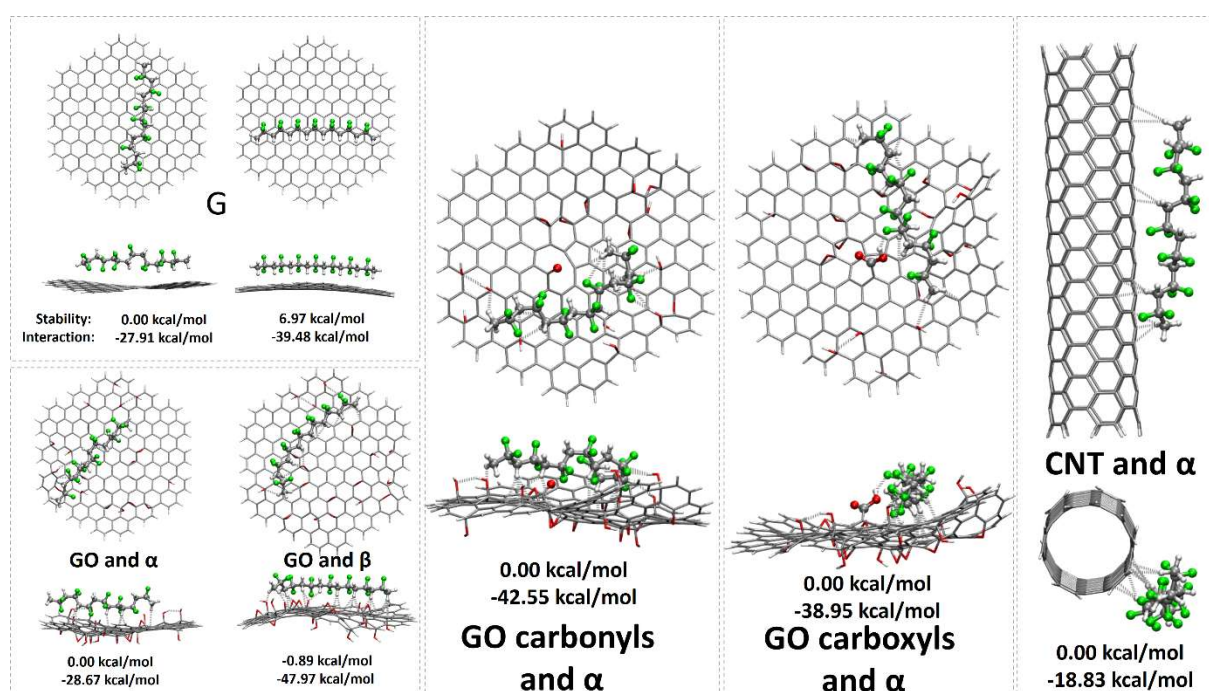 G
Stability: 0.00 kcal/mol 6.97 kcal/mol
Interaction: -27.91 kcal/mol -39.48 kcal/mol
GO and α GO and β
0.00 kcal/mol -0.89 kcal/mol
-28.67 kcal/mol -47.97 kcal/mol
0.00 kcal/mol
-42.55 kcal/mol
GO carbonyls
and α
0.00 kcal/mol
-38.95 kcal/mol
GO carboxyls
and α
CNT and α
0.00 kcal/mol
-18.83 kcal/mol